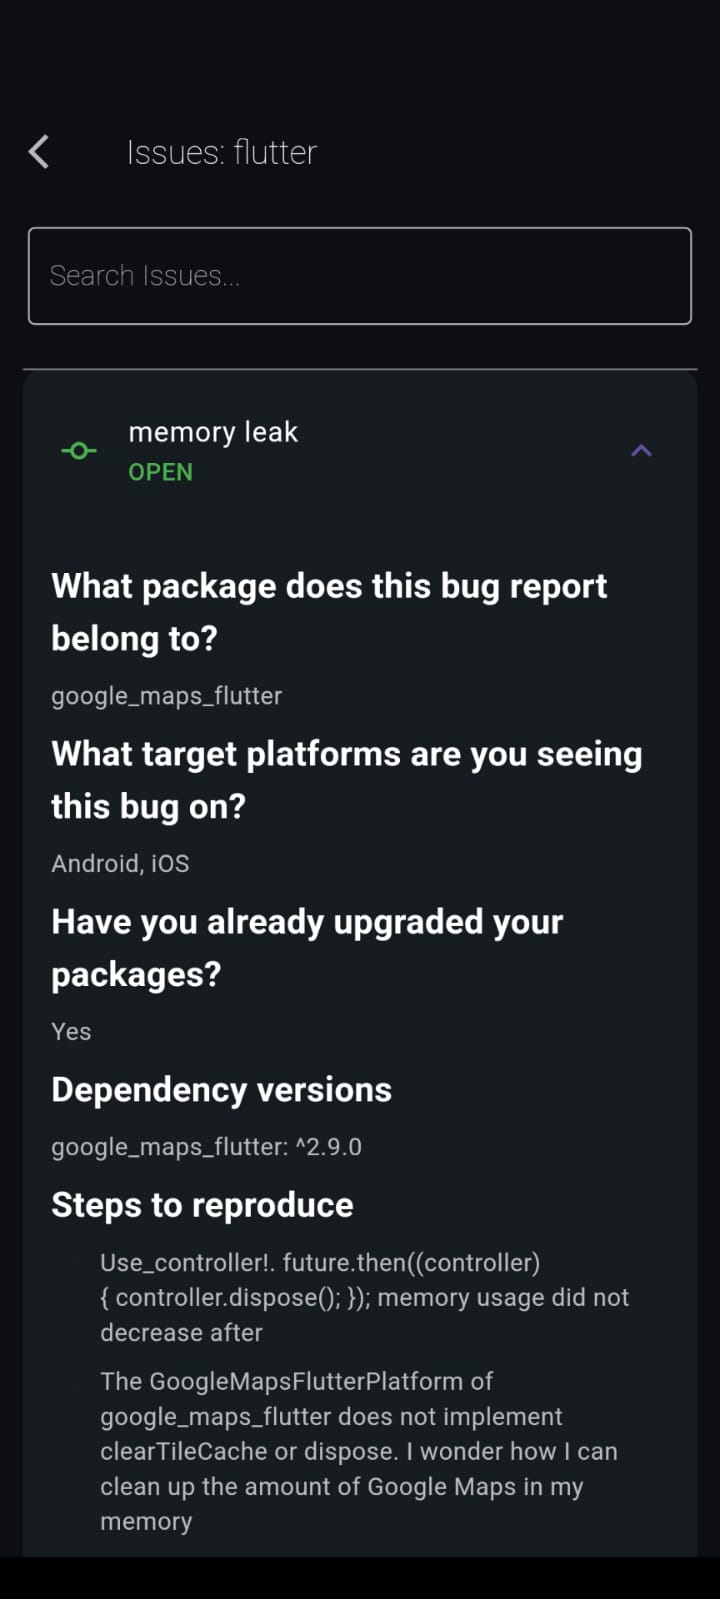 Issues: flutter
Search Issues...
memory leak
OPEN
What package does this bug report
belong to?
google_maps_flutter
What target platforms are you seeing
this bug on?
Android, iOS
Have you already upgraded your
packages?
Yes
Dependency versions
google_maps_flutter: ^2.9.0
Steps to reproduce
Use_controller!. future.then((controller)
{ controller.dispose(); }); memory usage did not
decrease after
The GoogleMapsFlutterPlatform of
google_maps_flutter does not implement
clearTileCache or dispose. I wonder how I can
clean up the amount of Google Maps in my
memory